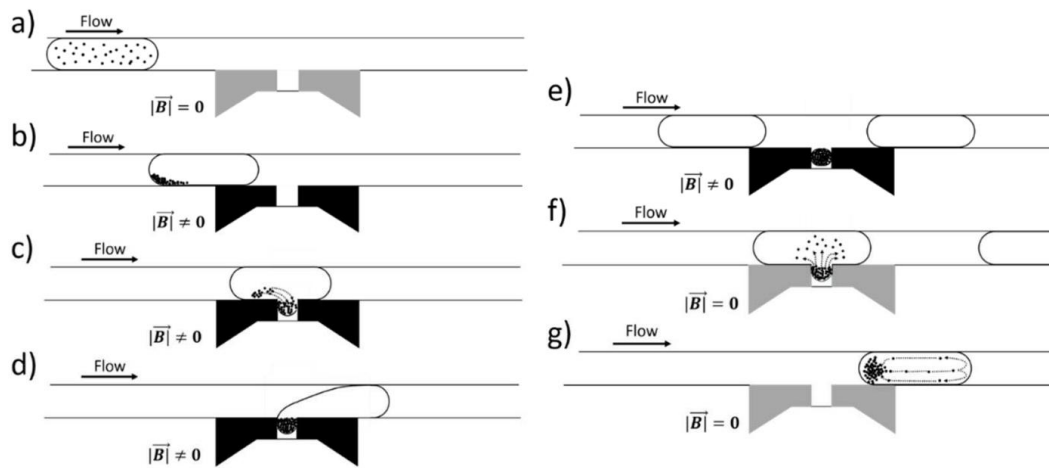 a)
Flow
|B⃗| = 0
b)
Flow
|B⃗| ≠ 0
c)
Flow
|B⃗| ≠ 0
d)
Flow
|B⃗| ≠ 0
e)
Flow
|B⃗| ≠ 0
f)
Flow
|B⃗| = 0
g)
Flow
|B⃗| = 0